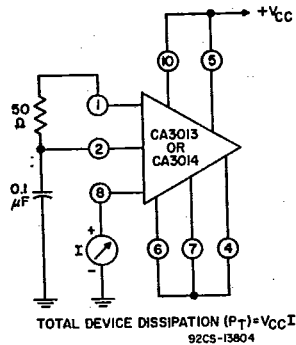 +VCC
10
5
50
Ω
1
CA3013
OR
CA3014
2
0.1
μF
8
+
I
-
6
7
4
TOTAL DEVICE DISSIPATION (PT)=VCCI
92CS-13804